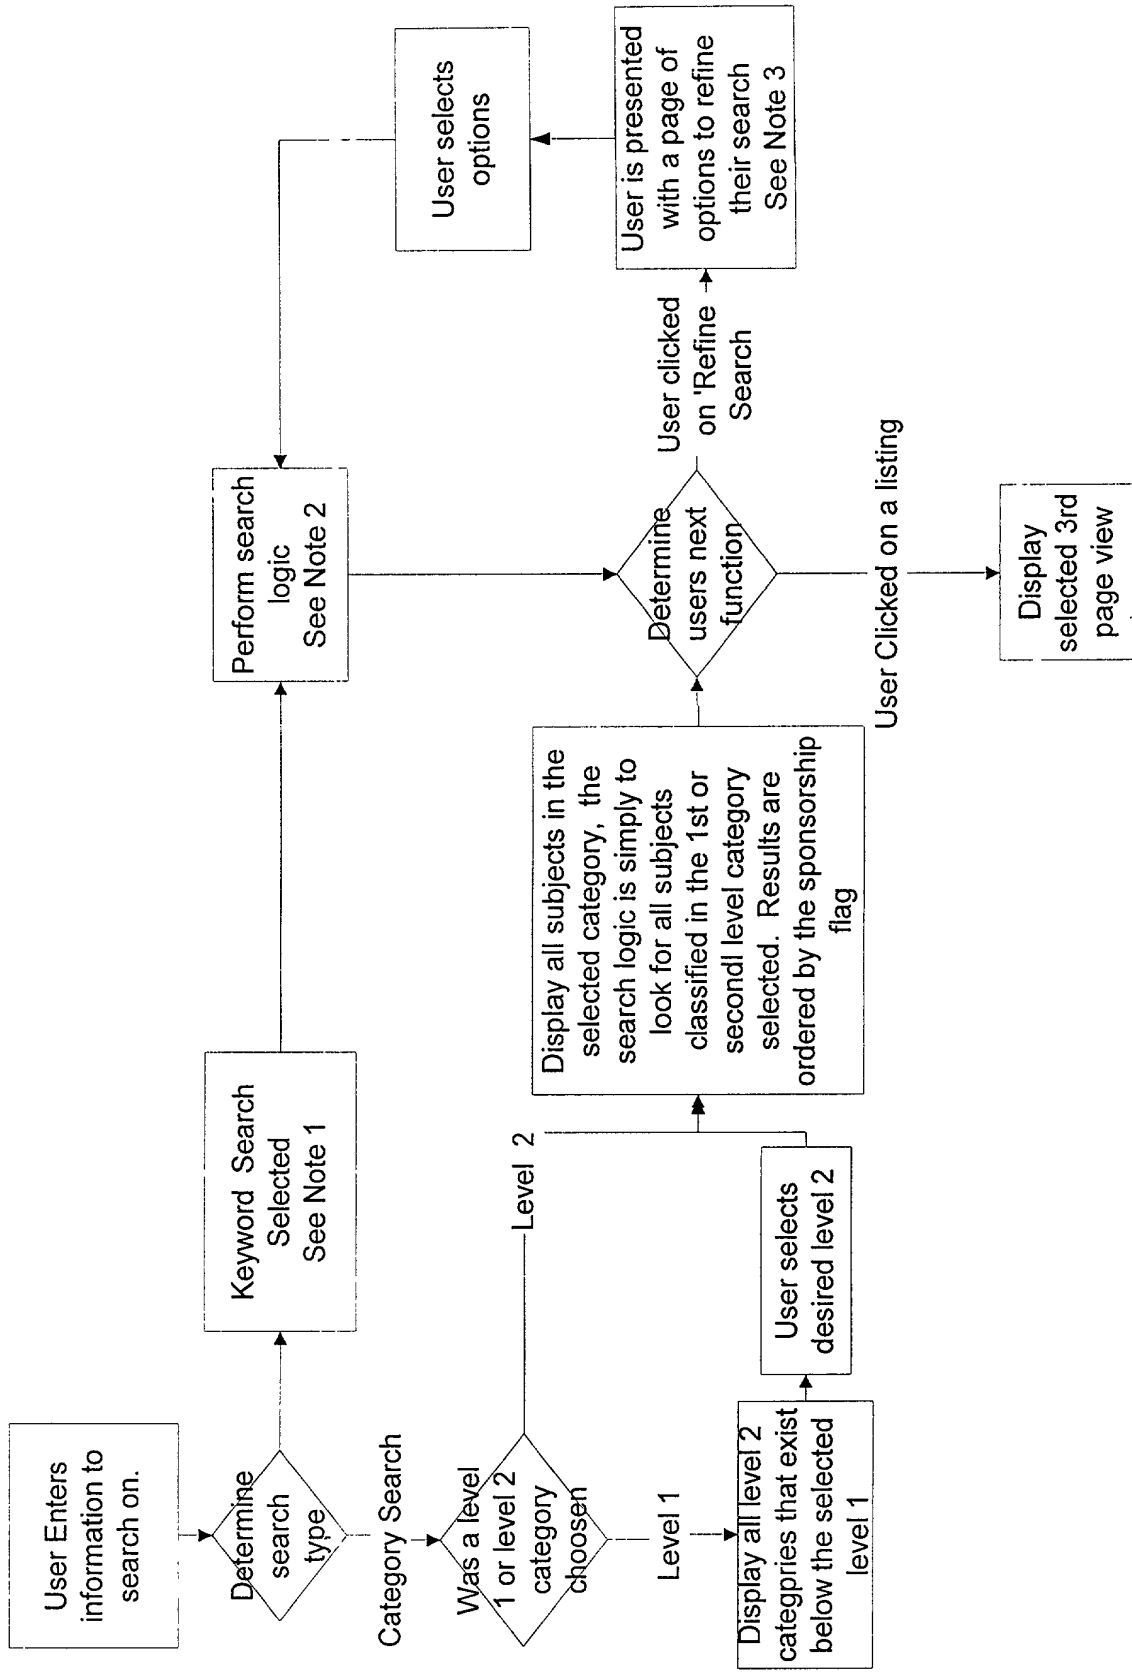 User Enters
information to
search on.
Determine
search
type
Keyword Search
Selected
See Note 1
Perform search
logic
See Note 2
User selects
options
Category Search
Was a level
1 or level 2
category
choosen
Level 2
Level 1
Display all level 2
categpries that exist
below the selected
level 1
User selects
desired level 2
Display all subjects in the
selected category, the
search logic is simply to
look for all subjects
classified in the 1st or
secondl level category
selected. Results are
ordered by the sponsorship
flag
Determine
users next
function
User clicked
on 'Refine
Search
User is presented
with a page of
options to refine
their search
See Note 3
User Clicked on a listing
Display
selected 3rd
page view